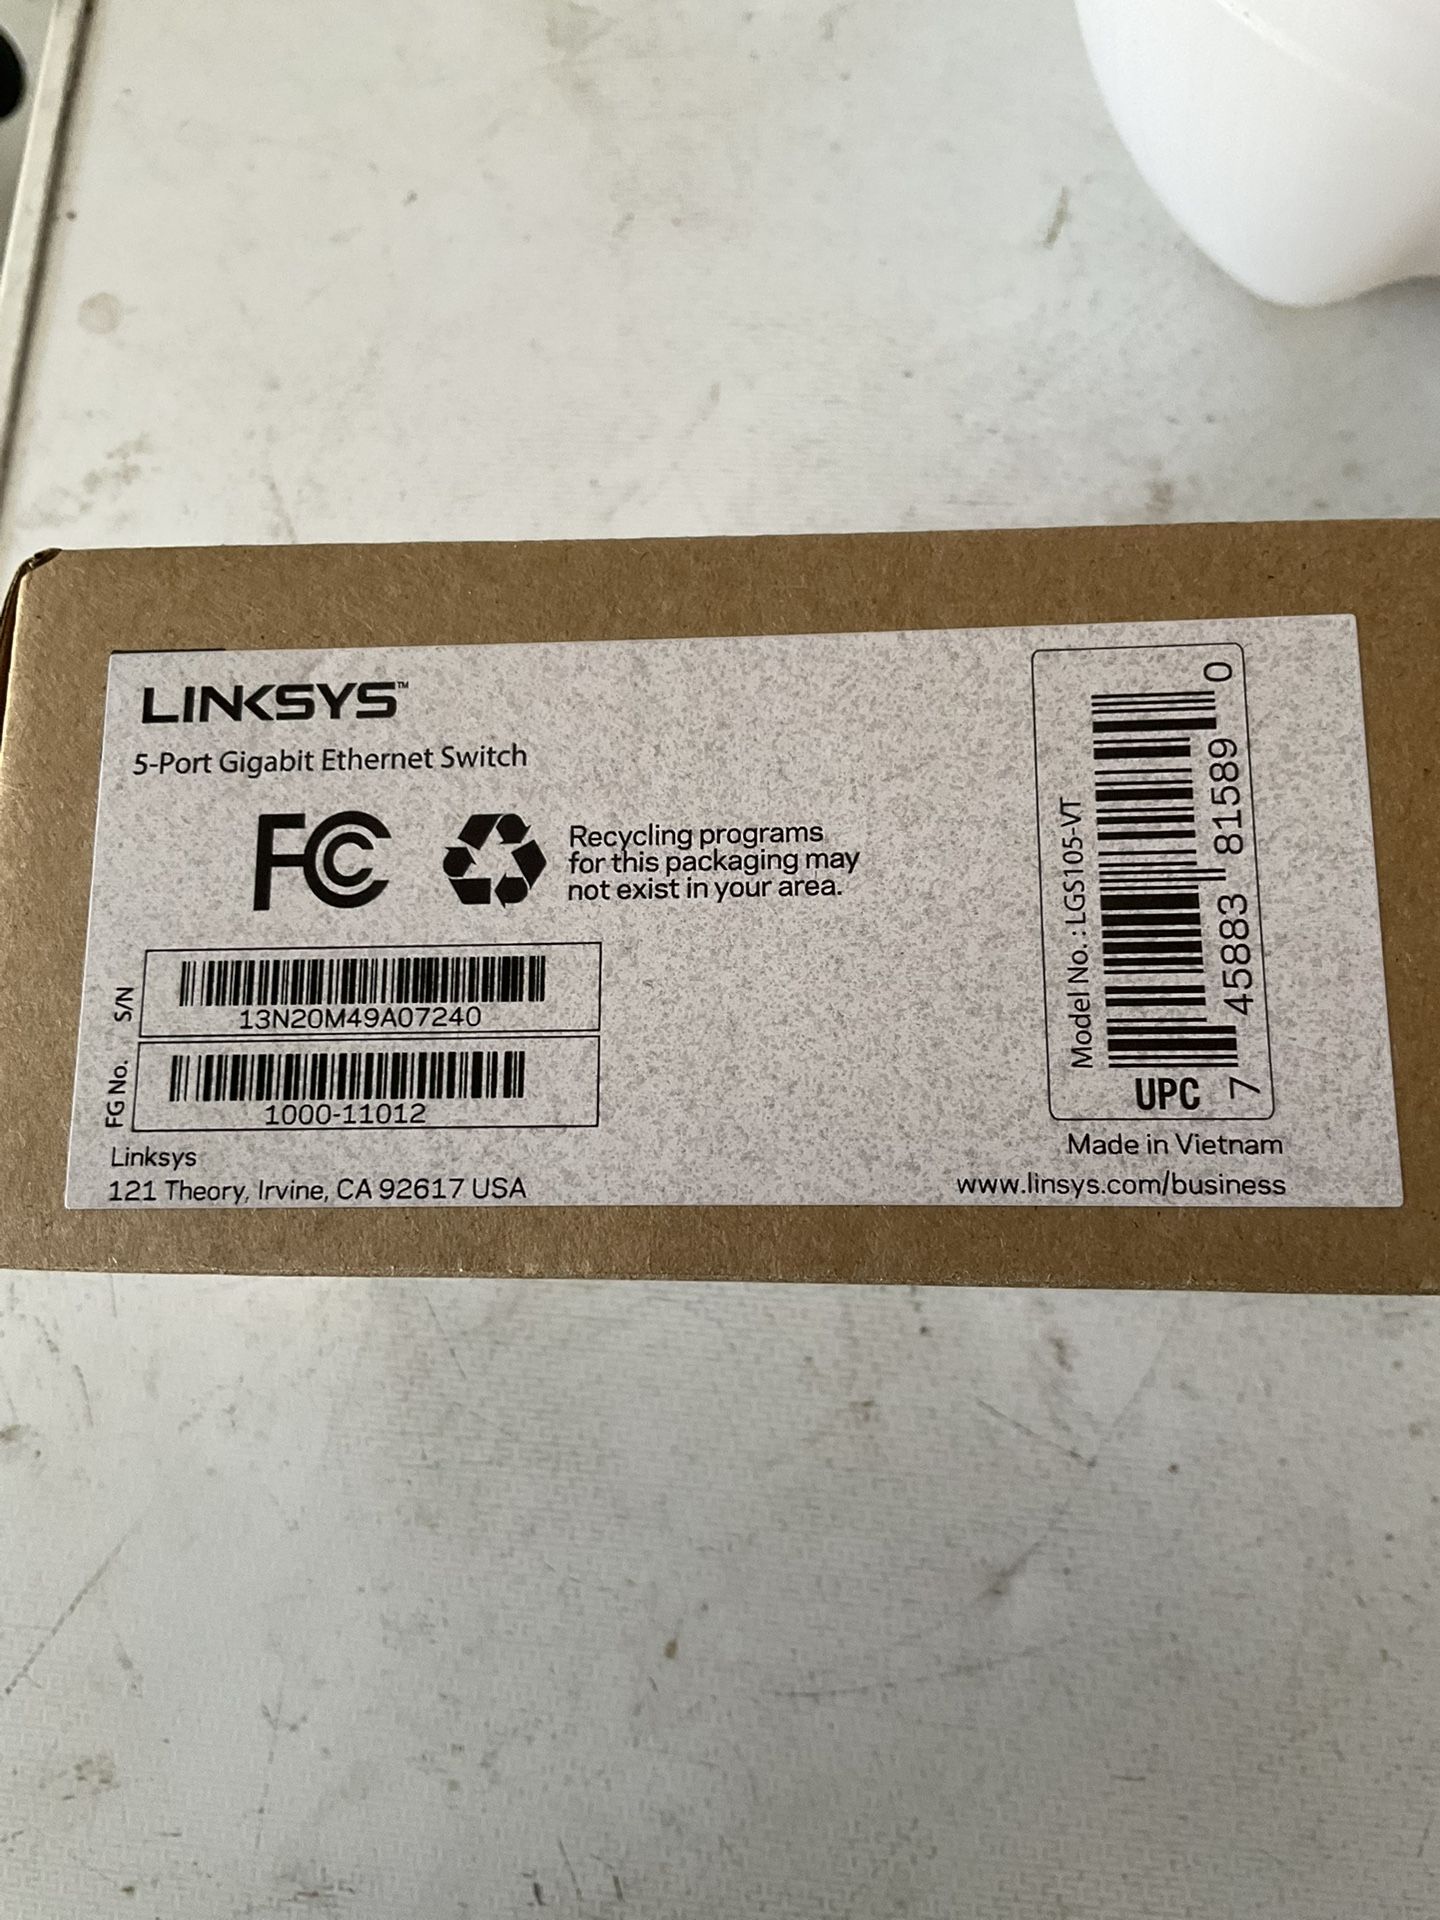 LINKSYS™
5-Port Gigabit Ethernet Switch
FC
Recycling programs
for this packaging may
not exist in your area.
S/N
13N20M49A07240
FG No.
1000-11012
Linksys
121 Theory, Irvine, CA 92617 USA
Model No. : LGS105-VT
7 45883 81589 0
UPC
Made in Vietnam
www.linsys.com/business